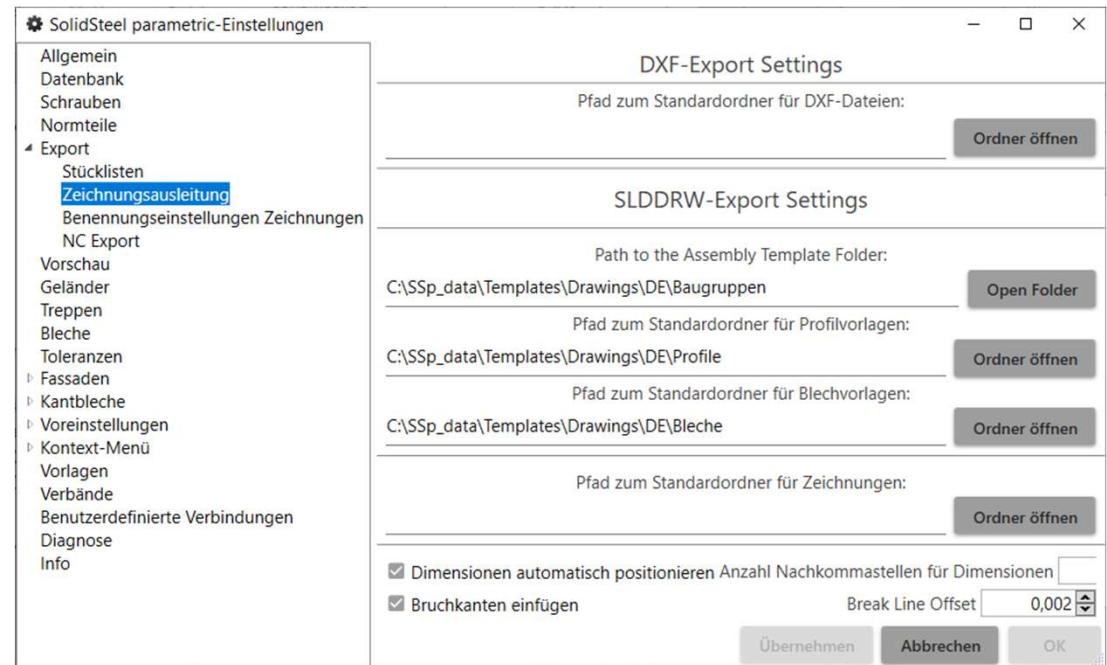 SolidSteel parametric-Einstellungen
Allgemein
Datenbank
Schrauben
Normteile
Export
Stücklisten
Zeichnungsausleitung
Benennungseinstellungen Zeichnungen
NC Export
Vorschau
Geländer
Treppen
Bleche
Toleranzen
Fassaden
Kantbleche
Voreinstellungen
Kontext-Menü
Vorlagen
Verbände
Benutzerdefinierte Verbindungen
Diagnose
Info
DXF-Export Settings
Pfad zum Standardordner für DXF-Dateien:
Ordner öffnen
SLDDRW-Export Settings
Path to the Assembly Template Folder:
C:\SSp_data\Templates\Drawings\DE\Baugruppen
Open Folder
Pfad zum Standardordner für Profilvorlagen:
C:\SSp_data\Templates\Drawings\DE\Profile
Ordner öffnen
Pfad zum Standardordner für Blechvorlagen:
C:\SSp_data\Templates\Drawings\DE\Bleche
Ordner öffnen
Pfad zum Standardordner für Zeichnungen:
Ordner öffnen
Dimensionen automatisch positionieren Anzahl Nachkommastellen für Dimensionen
Bruchkanten einfügen Break Line Offset 0,002
Übernehmen Abbrechen OK